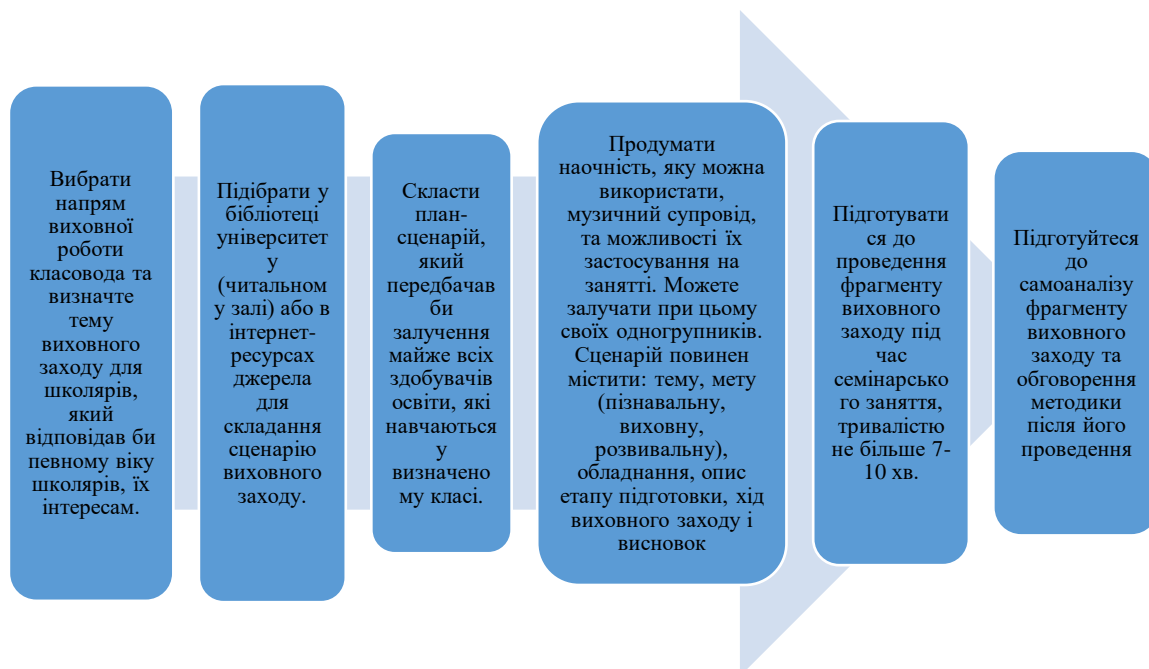 Вибрати
напрям
виховної
роботи
класовода та
визначте
тему
виховного
заходу для
школярів,
який
відповідав би
певному віку
школярів, їх
інтересам.
Підібрати у
бібліотеці
університет
у
(читальном
у залі) або в
інтернет-
ресурсах
джерела
для
складання
сценарію
виховного
заходу.
Скласти
план-
сценарій,
який
передбачав
би
залучення
майже всіх
здобувачів
освіти, які
навчаються
у
визначено
му класі.
Продумати
наочність, яку можна
використати,
музичний супровід,
та можливості їх
застосування на
занятті. Можете
залучати при цьому
своїх одногрупників.
Сценарій повинен
містити: тему, мету
(пізнавальну,
виховну,
розвивальну),
обладнання, опис
етапу підготовки, хід
виховного заходу і
висновок
Підготувати
ся до
проведення
фрагменту
виховного
заходу під
час
семінарсько
го заняття,
тривалістю
не більше 7-
10 хв.
Підготуйтеся
до
самоаналізу
фрагменту
виховного
заходу та
обговорення
методики
після його
проведення